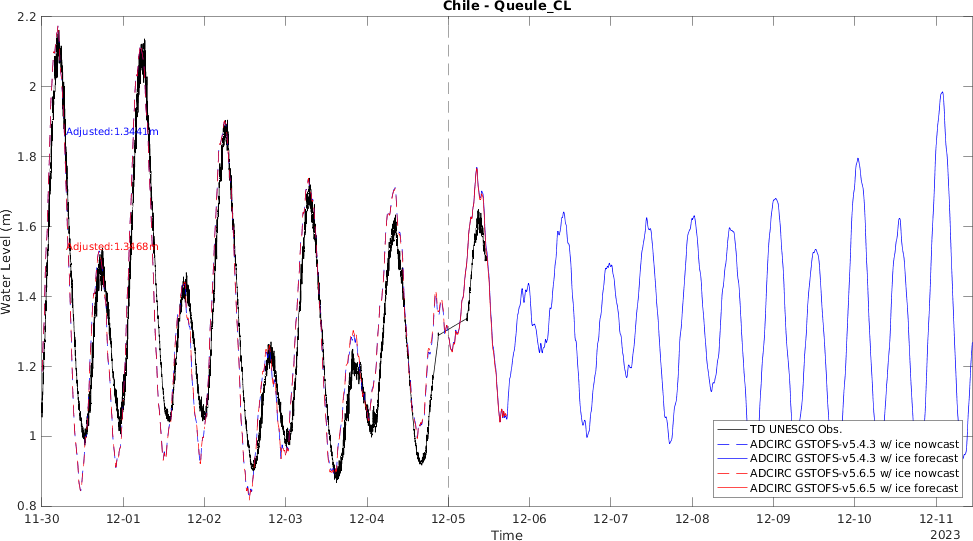 Chile - Queule_CL
2.2
2
1.8
1.6
1.4
1.2
1
0.8
Water Level (m)
Adjusted:1.3441m
Adjusted:1.3468m
TD UNESCO Obs.
ADCIRC GSTOFS-v5.4.3 w/ ice nowcast
ADCIRC GSTOFS-v5.4.3 w/ ice forecast
ADCIRC GSTOFS-v5.6.5 w/ ice nowcast
ADCIRC GSTOFS-v5.6.5 w/ ice forecast
11-30 12-01 12-02 12-03 12-04 12-05 12-06 12-07 12-08 12-09 12-10 12-11
2023
Time